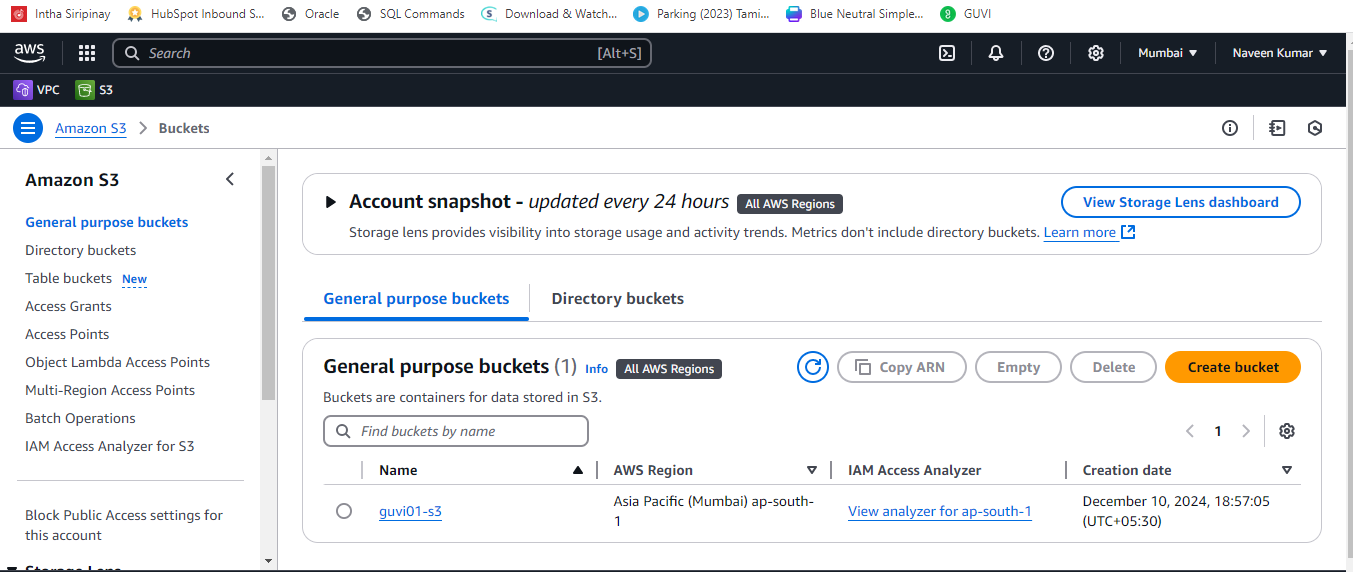 Intha Siripinay HubSpot Inbound S... Oracle SQL Commands Download & Watch... Parking (2023) Tami... Blue Neutral Simple... GUVI
aws Search [Alt+S] Mumbai Naveen Kumar
VPC S3
Amazon S3 Buckets
Amazon S3
General purpose buckets
Directory buckets
Table buckets New
Access Grants
Access Points
Object Lambda Access Points
Multi-Region Access Points
Batch Operations
IAM Access Analyzer for S3
Block Public Access settings for
this account
Storage Lens
Account snapshot - updated every 24 hours All AWS Regions View Storage Lens dashboard
Storage lens provides visibility into storage usage and activity trends. Metrics don't include directory buckets. Learn more
General purpose buckets Directory buckets
General purpose buckets (1) Info All AWS Regions Copy ARN Empty Delete Create bucket
Buckets are containers for data stored in S3.
Find buckets by name 1
Name AWS Region IAM Access Analyzer Creation date
guvi01-s3 Asia Pacific (Mumbai) ap-south- View analyzer for ap-south-1 December 10, 2024, 18:57:05
1 (UTC+05:30)